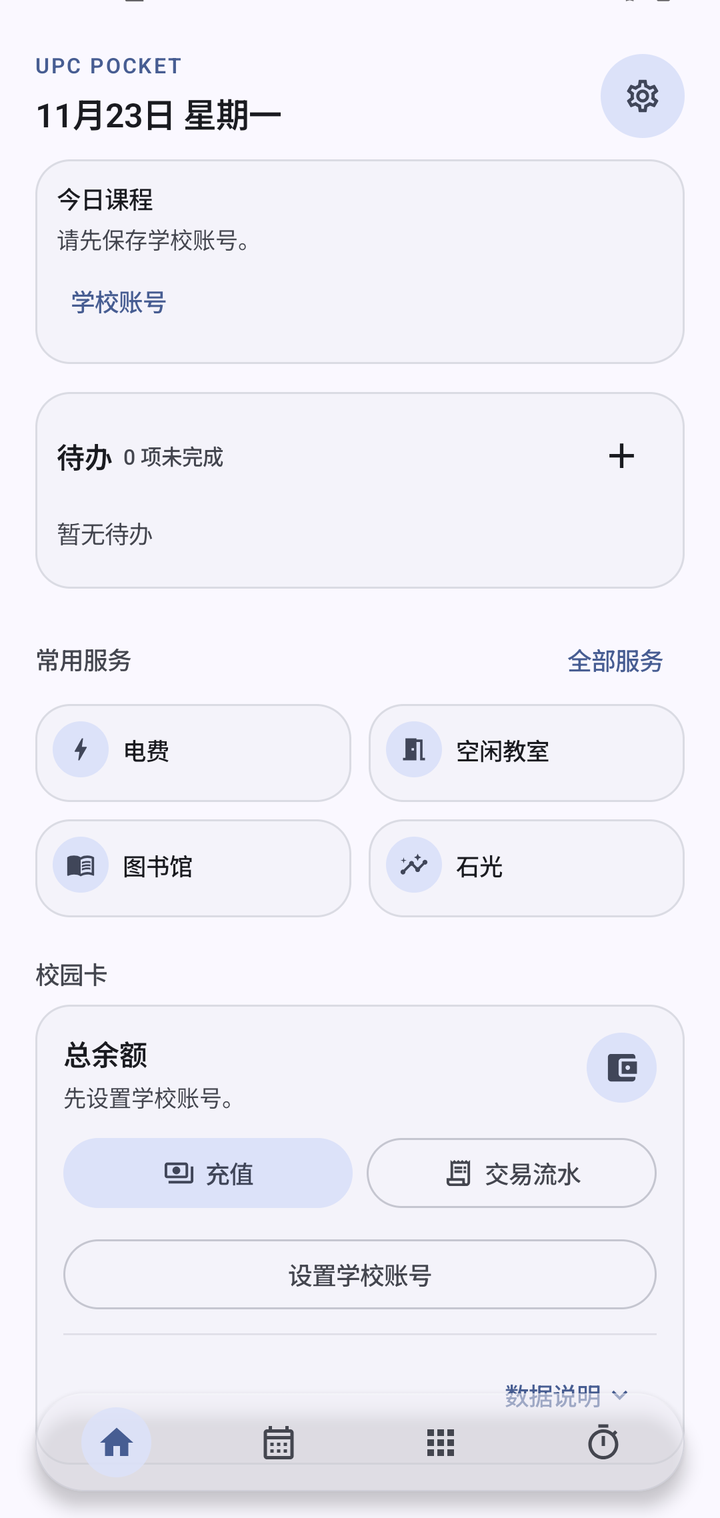 UPC POCKET
11月23日 星期一
今日课程
请先保存学校账号。
学校账号
待办 0 项未完成
暂无待办
常用服务 全部服务
电费 空闲教室
图书馆 石光
校园卡
总余额
先设置学校账号。
充值 交易流水
设置学校账号
数据说明